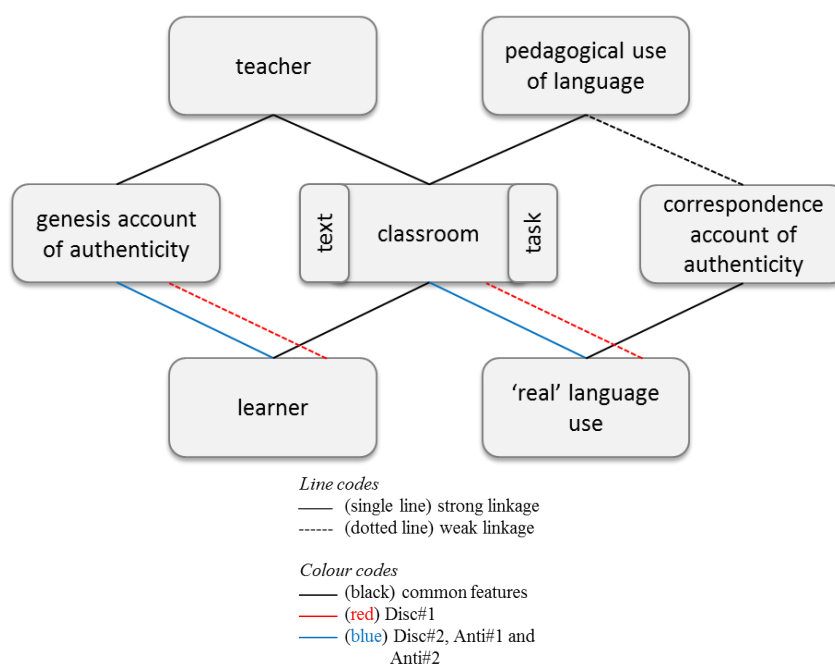 teacher
pedagogical use
of language
genesis account
of authenticity
text
classroom
task
correspondence
account of
authenticity
learner
‘real’ language
use
Line codes
(single line) strong linkage
(dotted line) weak linkage
Colour codes
(black) common features
(red) Disc#1
(blue) Disc#2, Anti#1 and
Anti#2